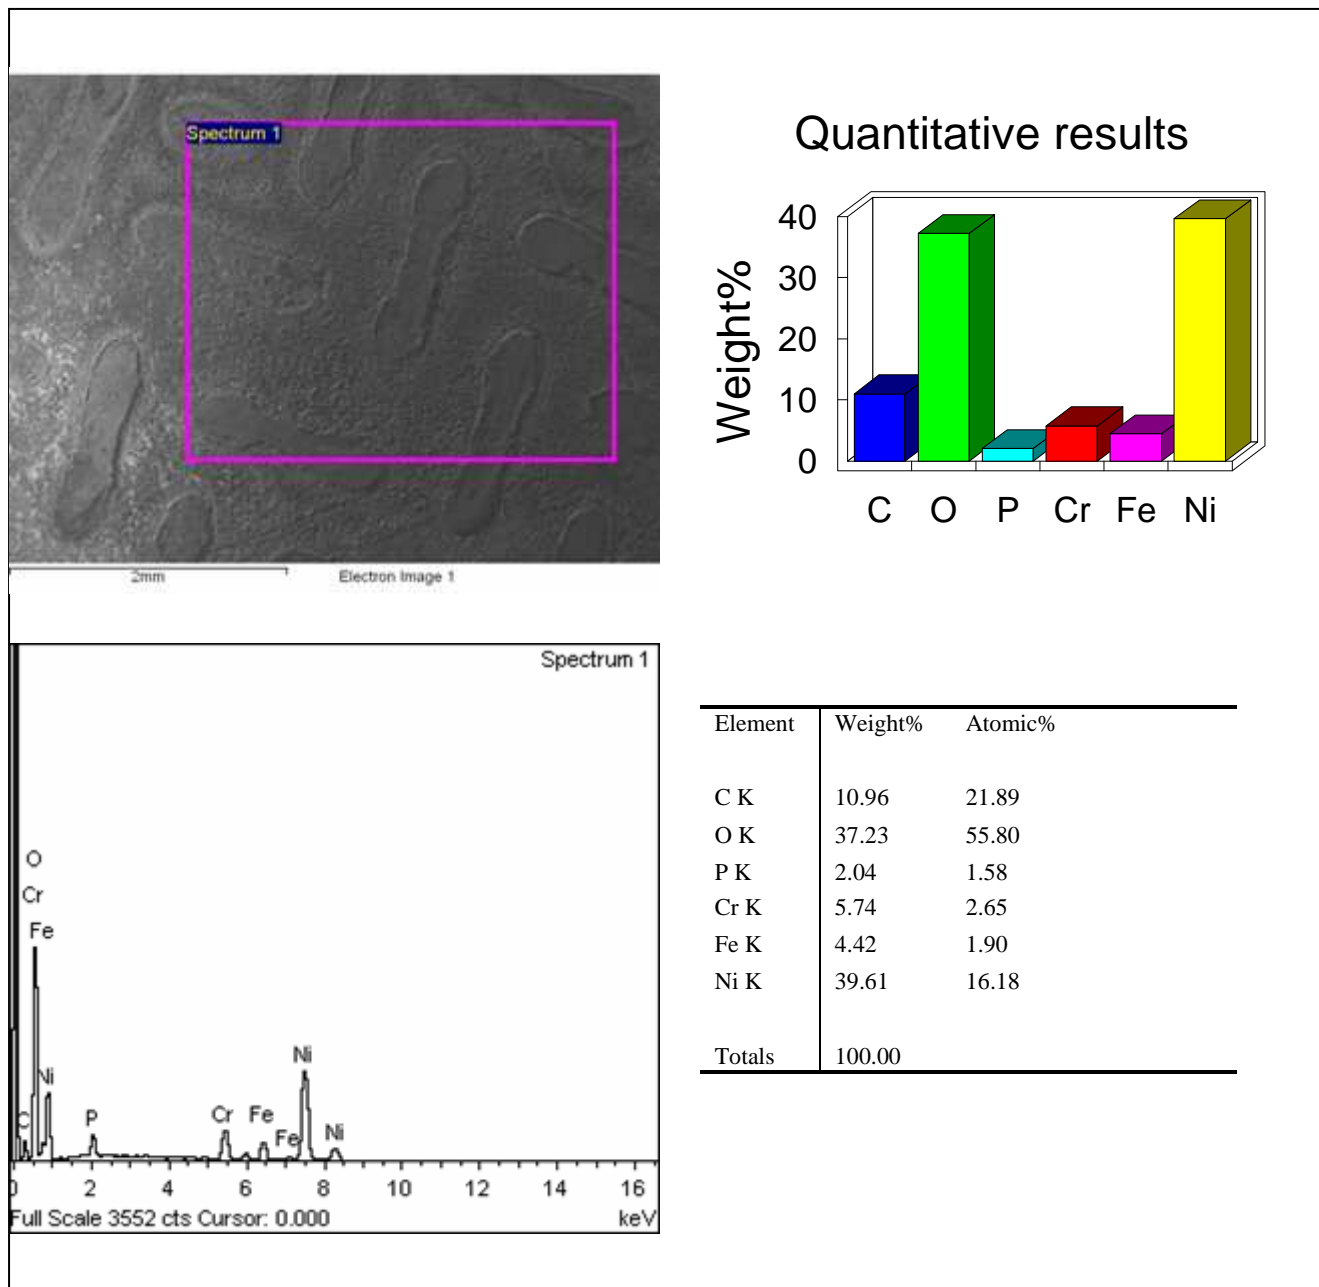 Spectrum 1
2mm
Electron Image 1
Quantitative results
Weight%
40
30
20
10
0
C O P Cr Fe Ni
Spectrum 1
O
Cr
Fe
Ni
C
P
Cr
Fe
Fe
Ni
Ni
0 2 4 6 8 10 12 14 16
Full Scale 3552 cts Cursor: 0.000 keV
Element Weight% Atomic%
C K 10.96 21.89
O K 37.23 55.80
P K 2.04 1.58
Cr K 5.74 2.65
Fe K 4.42 1.90
Ni K 39.61 16.18
Totals 100.00